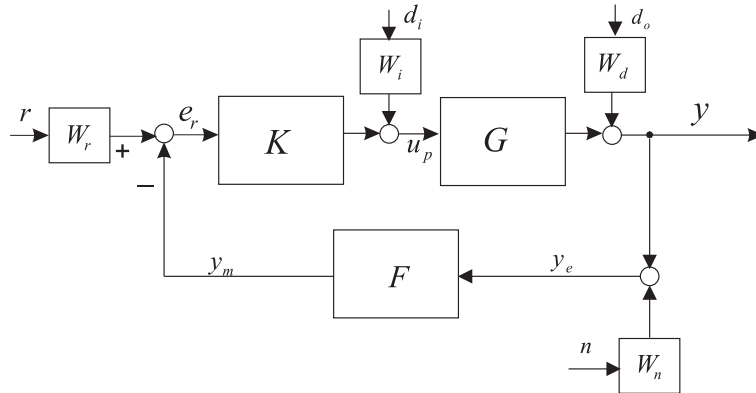 d_i
d_o
W_i
W_d
r
W_r
+
e_r
K
u_p
G
y
−
y_m
F
y_e
n
W_n